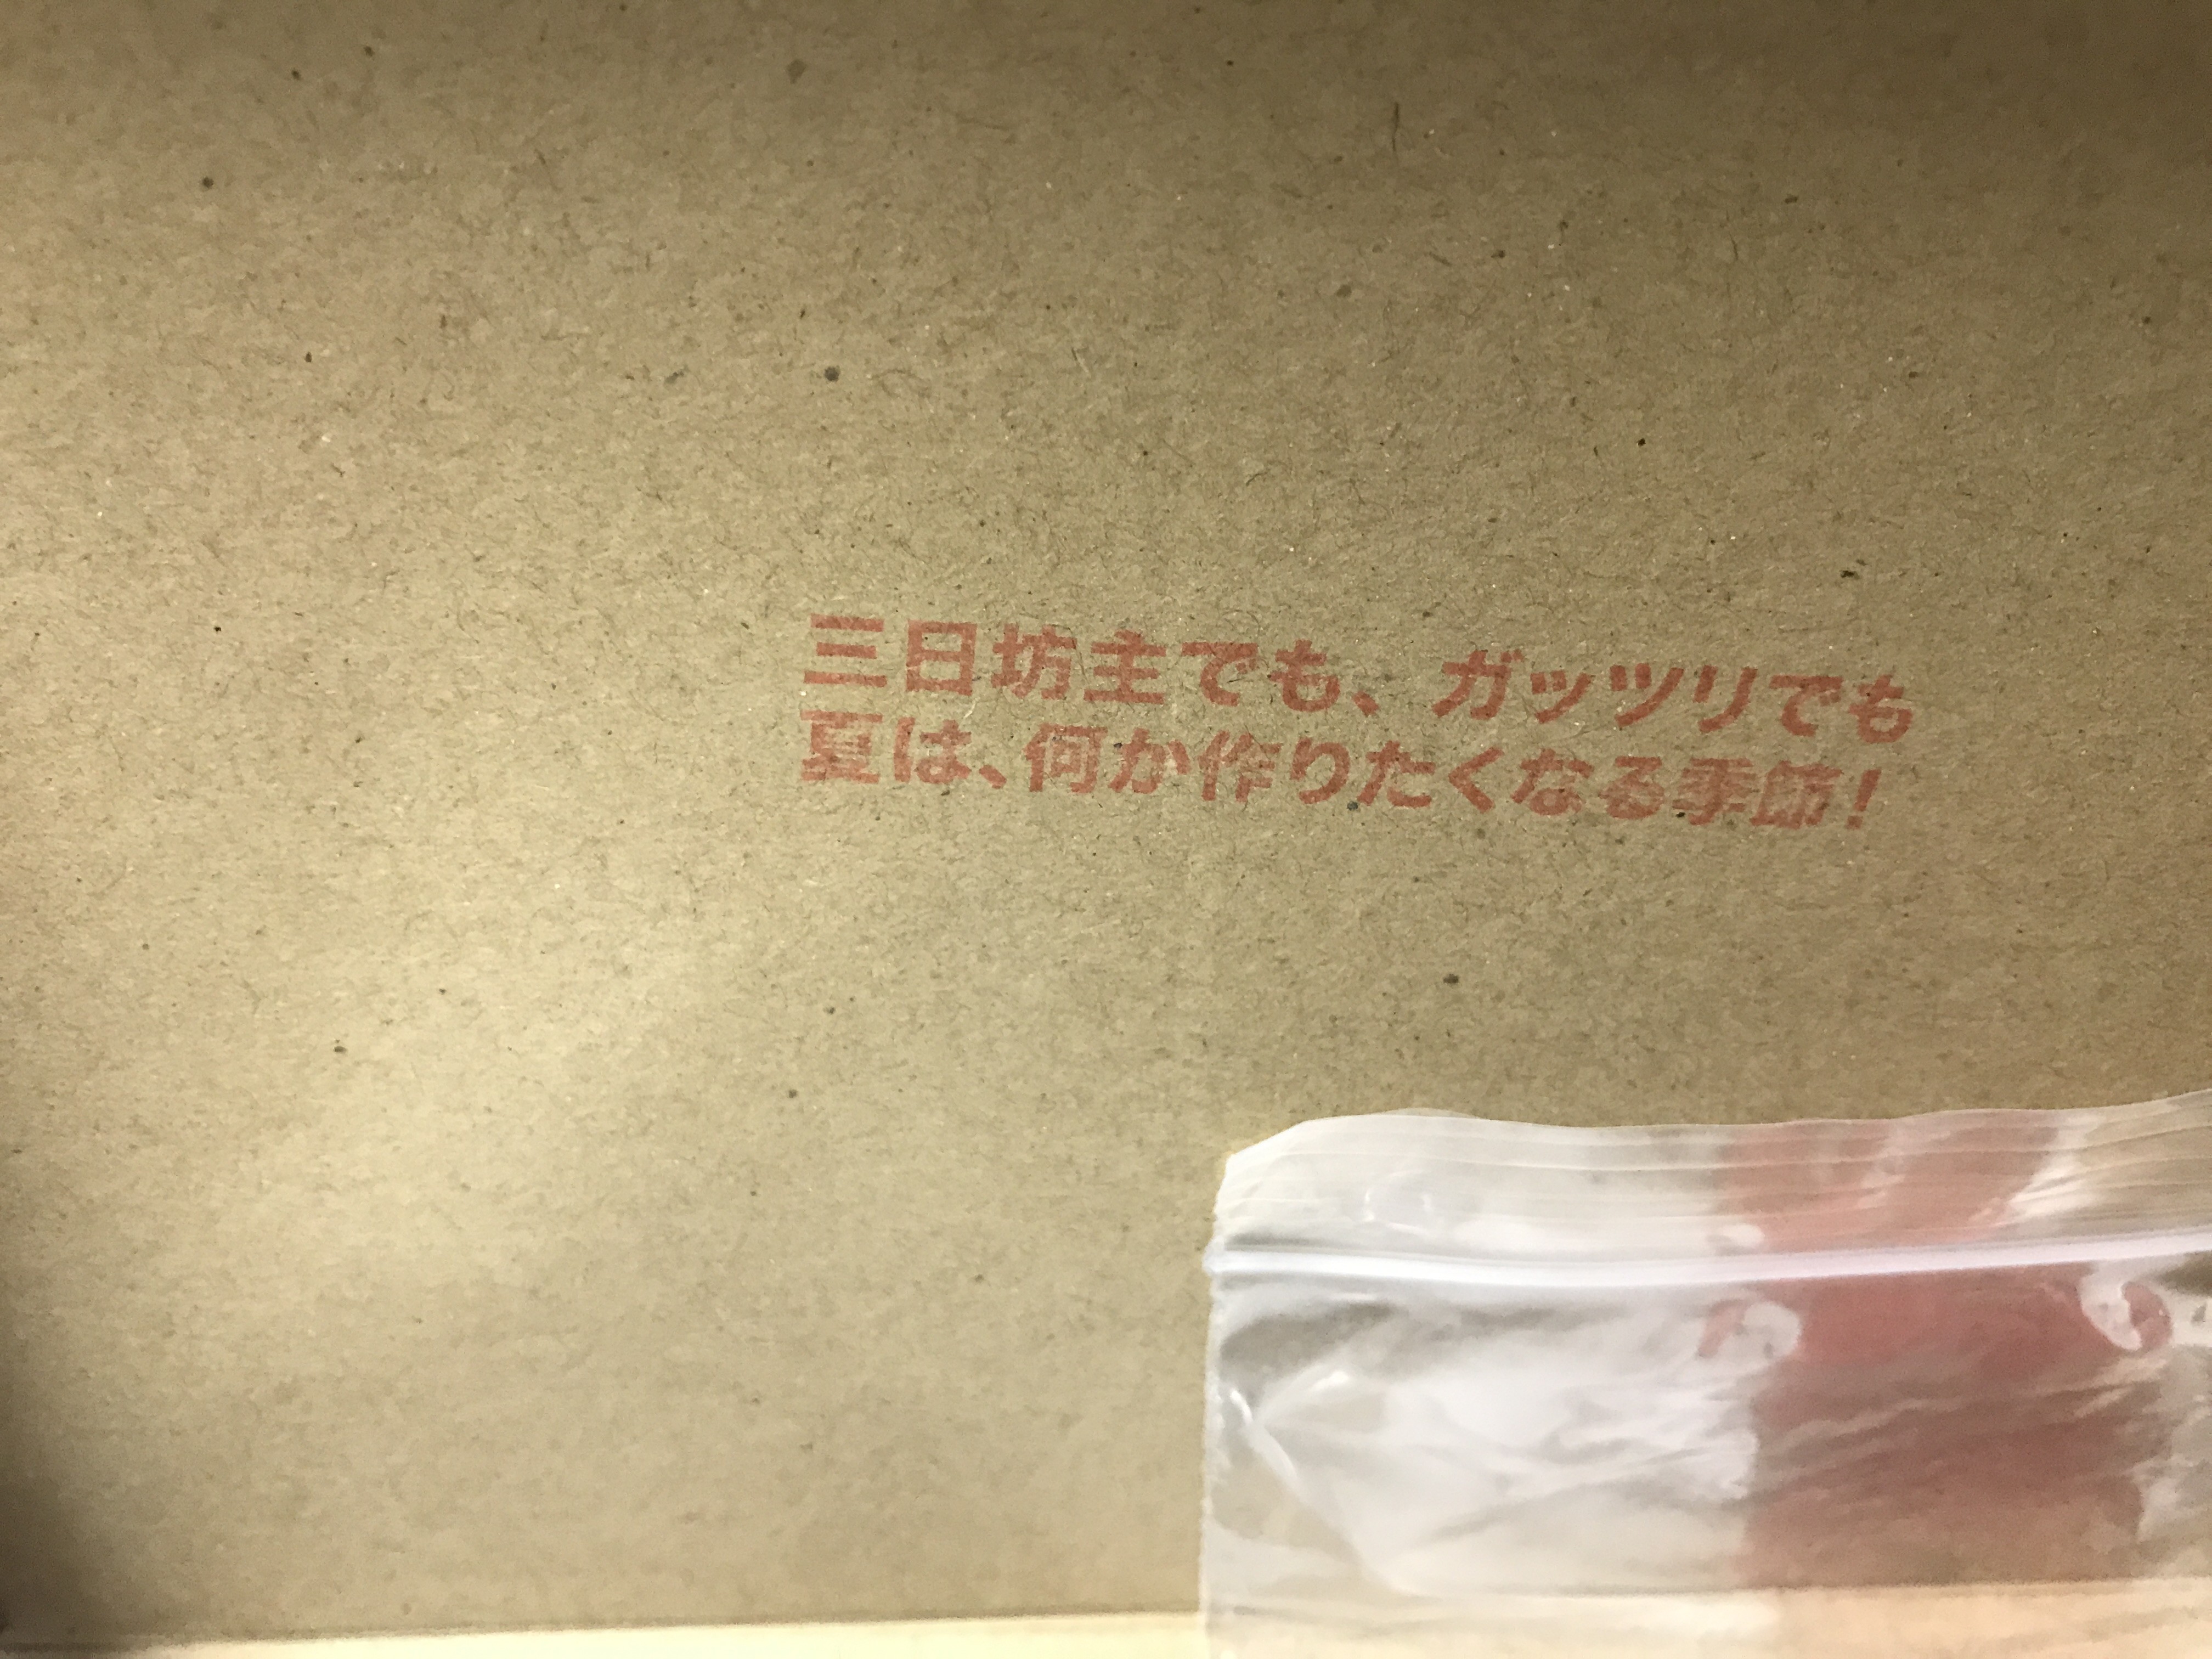 三日坊主でも、ガッツリでも
夏は、何か作りたくなる季節！